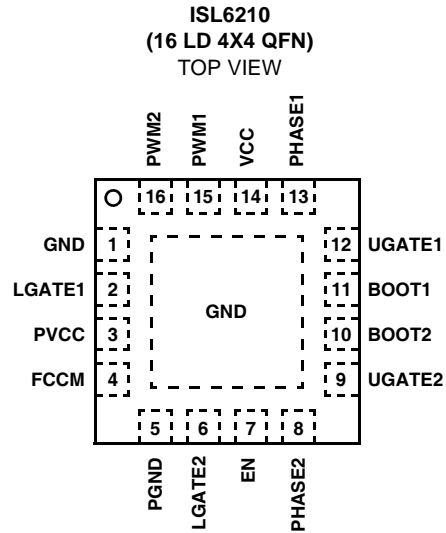 ISL6210
(16 LD 4X4 QFN)
TOP VIEW
PWM2
PWM1
VCC
PHASE1
16
15
14
13
GND
1
12
UGATE1
LGATE1
2
11
BOOT1
GND
PVCC
3
10
BOOT2
FCCM
4
9
UGATE2
5
6
7
8
PGND
LGATE2
EN
PHASE2